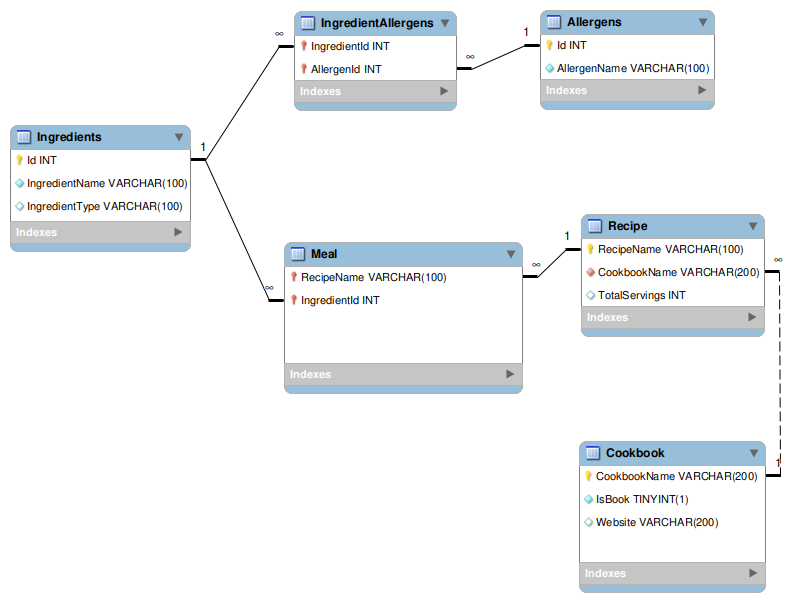 IngredientAllergens
IngredientId INT
AllergenId INT
Indexes
∞
∞
1
Allergens
Id INT
AllergenName VARCHAR(100)
Indexes
Ingredients
Id INT
IngredientName VARCHAR(100)
IngredientType VARCHAR(100)
Indexes
1
∞
Meal
RecipeName VARCHAR(100)
IngredientId INT
Indexes
∞
1
Recipe
RecipeName VARCHAR(100)
CookbookName VARCHAR(200)
TotalServings INT
Indexes
∞
1
Cookbook
CookbookName VARCHAR(200)
IsBook TINYINT(1)
Website VARCHAR(200)
Indexes